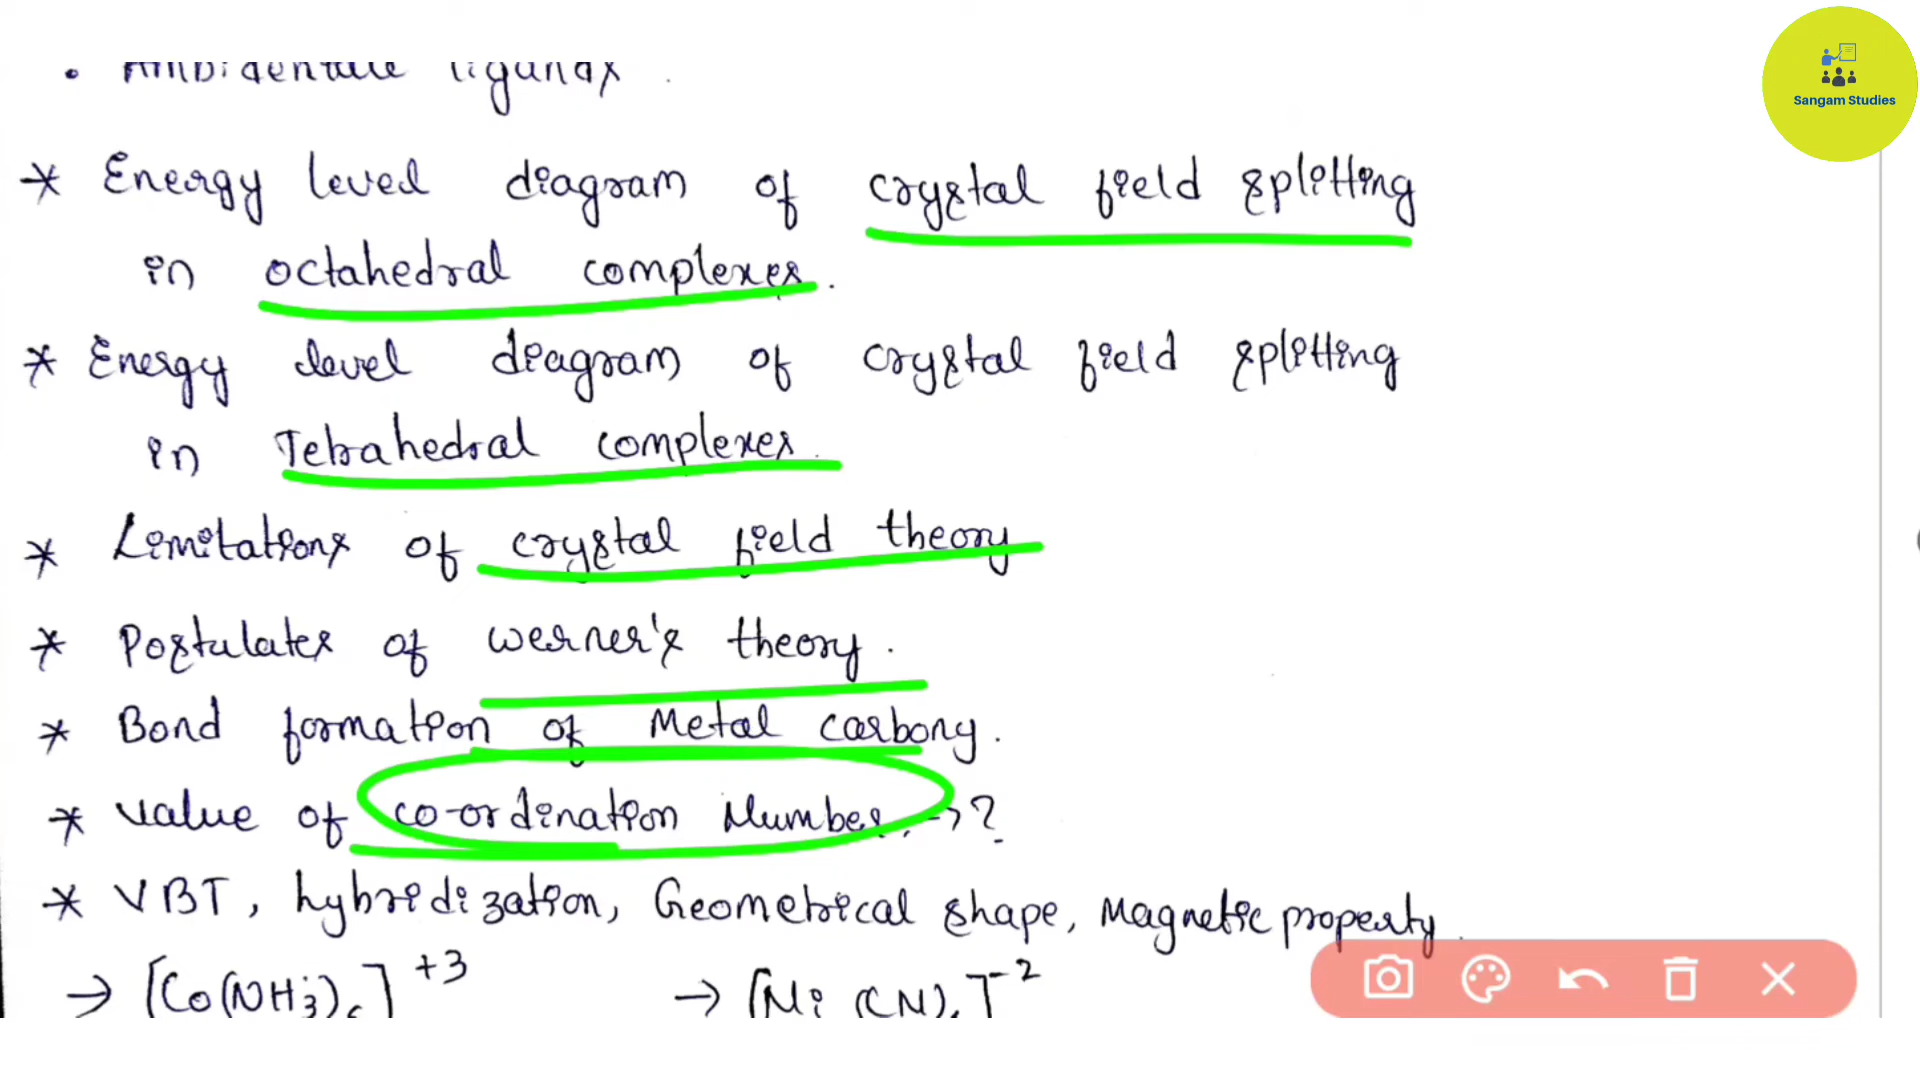 • Ambidentate ligands .
Sangam Studies
* Energy level diagram of crystal field splitting
in octahedral complexes.
* Energy level diagram of crystal field splitting
in Tetrahedral complexes.
* Limitations of crystal field theory
* Postulates of werner's theory.
* Bond formation of Metal carbony.
* value of co-ordination Number. → ?
* VBT, hybridization, Geometrical shape, Magnetic property.
→ [Co(NH3)6]+3 → [Ni (CN)4]-2